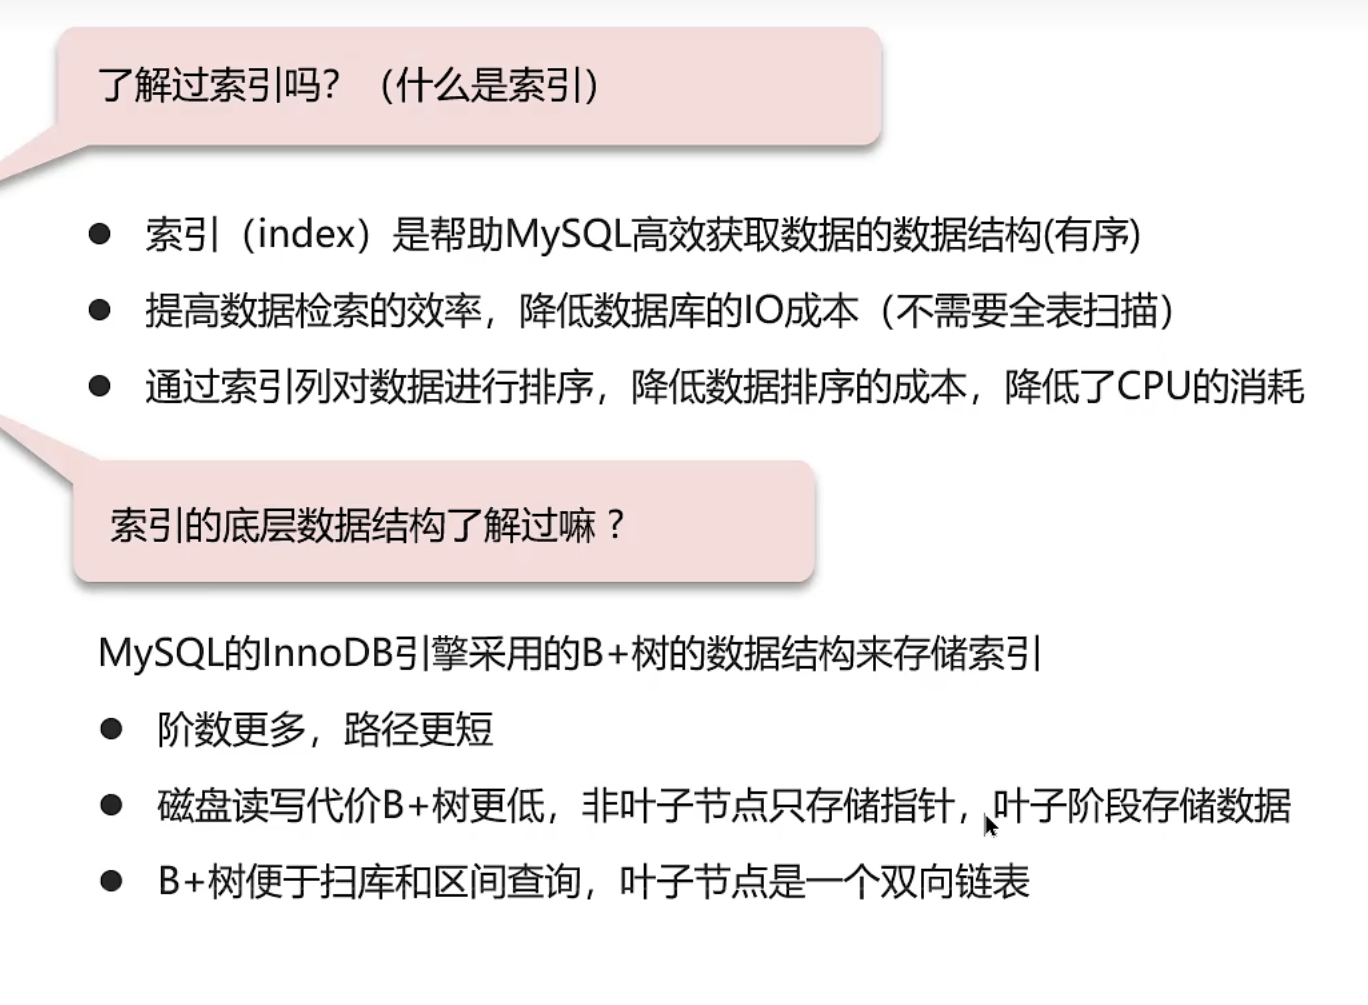 了解过索引吗？（什么是索引）
索引（index）是帮助MySQL高效获取数据的数据结构(有序)
提高数据检索的效率，降低数据库的IO成本（不需要全表扫描）
通过索引列对数据进行排序，降低数据排序的成本，降低了CPU的消耗
索引的底层数据结构了解过嘛？
MySQL的InnoDB引擎采用的B+树的数据结构来存储索引
阶数更多，路径更短
磁盘读写代价B+树更低，非叶子节点只存储指针，叶子阶段存储数据
B+树便于扫库和区间查询，叶子节点是一个双向链表